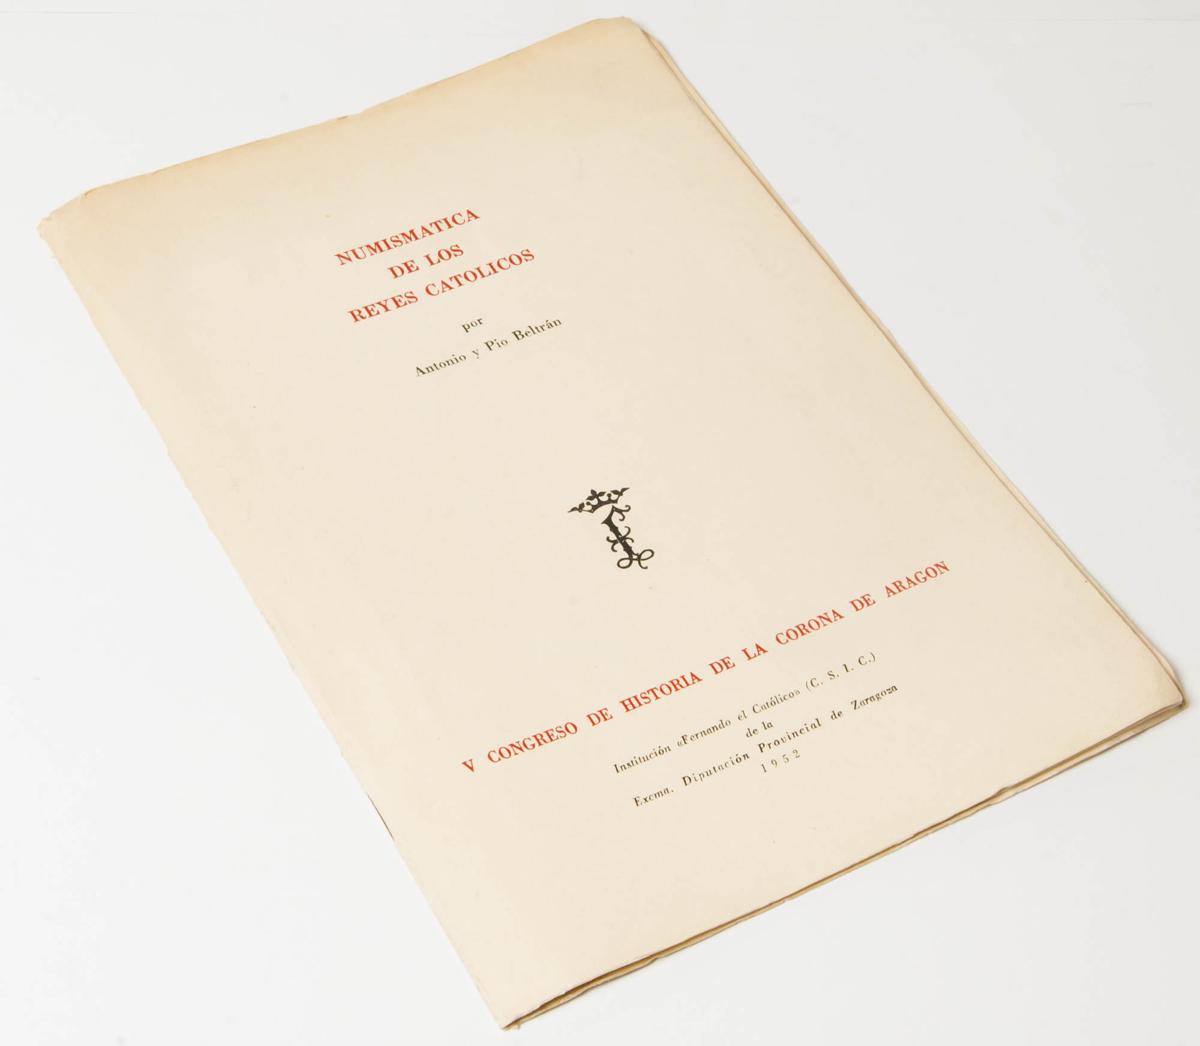 NUMISMATICA
DE LOS
REYES CATOLICOS
por
Antonio y Pío Beltrán
V CONGRESO DE HISTORIA DE LA CORONA DE ARAGON
Institución «Fernando el Católico» (C. S. I. C.)
de la
Excma. Diputación Provincial de Zaragoza
1952